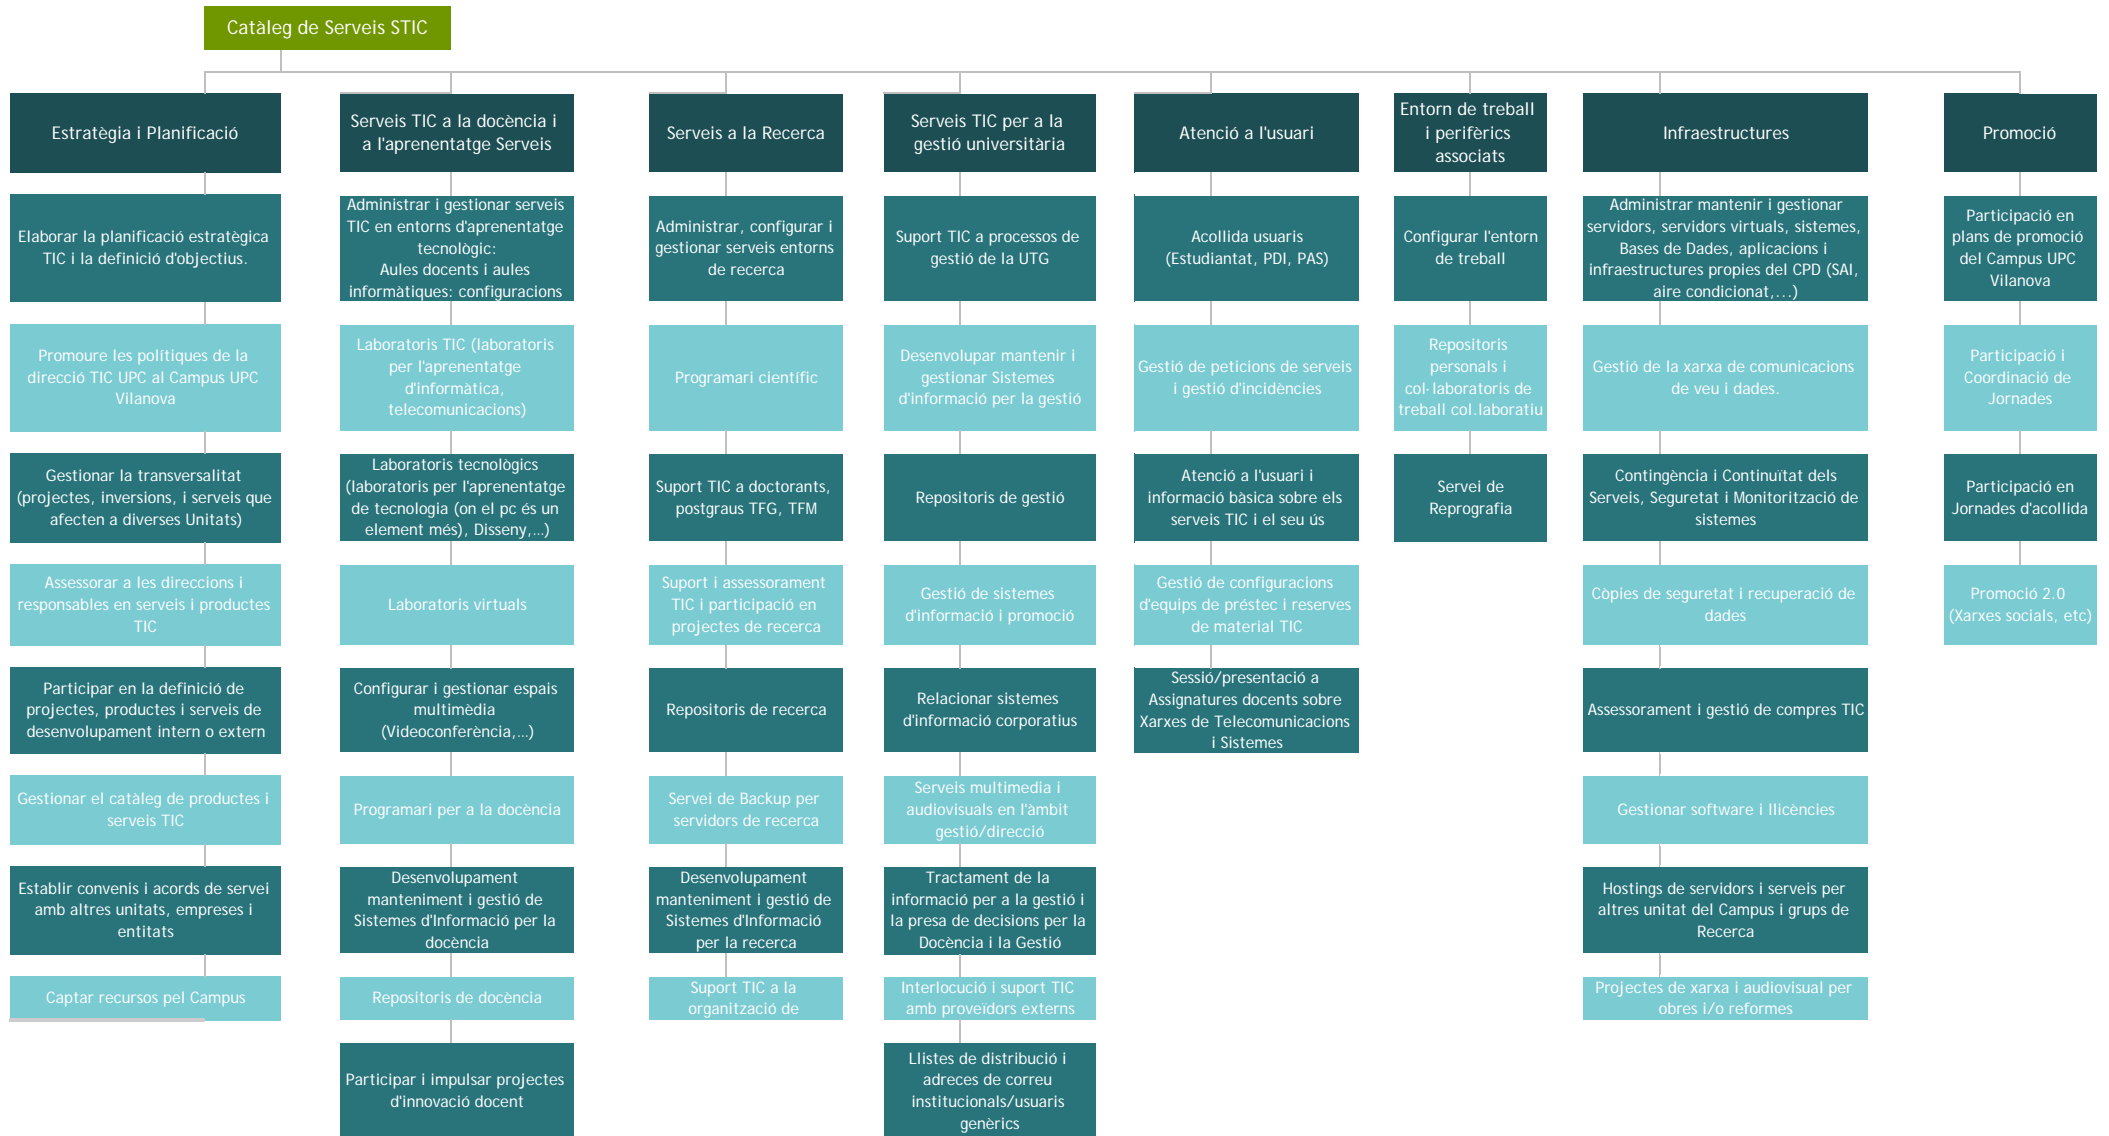 Catàleg de Serveis STIC
Estratègia i Planificació
Elaborar la planificació estratègica
TIC i la definició d'objectius.
Promoure les polítiques de la
direcció TIC UPC al Campus UPC
Vilanova
Gestionar la transversalitat
(projectes, inversions, i serveis que
afecten a diverses Unitats)
Assessorar a les direccions i
responsables en serveis i productes
TIC
Participar en la definició de
projectes, productes i serveis de
desenvolupament intern o extern
Gestionar el catàleg de productes i
serveis TIC
Establir convenis i acords de servei
amb altres unitats, empreses i
entitats
Captar recursos pel Campus
Serveis TIC a la docència i
a l'aprenentatge Serveis
Administrar i gestionar serveis
TIC en entorns d'aprenentatge
tecnològic:
Aules docents i aules
informàtiques: configuracions
Laboratoris TIC (laboratoris
per l'aprenentatge
d'informàtica,
telecomunicacions)
Laboratoris tecnològics
(laboratoris per l'aprenentatge
de tecnologia (on el pc és un
element més), Disseny,...)
Laboratoris virtuals
Configurar i gestionar espais
multimèdia
(Videoconferència,...)
Programari per a la docència
Desenvolupament
manteniment i gestió de
Sistemes d'Informació per la
docència
Repositoris de docència
Participar i impulsar projectes
d'innovació docent
Serveis a la Recerca
Administrar, configurar i
gestionar serveis entorns
de recerca
Programari científic
Suport TIC a doctorants,
postgraus TFG, TFM
Suport i assessorament
TIC i participació en
projectes de recerca
Repositoris de recerca
Servei de Backup per
servidors de recerca
Desenvolupament
manteniment i gestió de
Sistemes d'Informació
per la recerca
Suport TIC a la
organització de
Serveis TIC per a la
gestió universitària
Suport TIC a processos de
gestió de la UTG
Desenvolupar mantenir i
gestionar Sistemes
d'informació per la gestió
Repositoris de gestió
Gestió de sistemes
d'informació i promoció
Relacionar sistemes
d'informació corporatius
Serveis multimedia i
audiovisuals en l'àmbit
gestió/direcció
Tractament de la
informació per a la gestió i
la presa de decisions per la
Docència i la Gestió
Interlocució i suport TIC
amb proveïdors externs
Llistes de distribució i
adreces de correu
institucionals/usuaris
genèrics
Atenció a l'usuari
Acollida usuaris
(Estudiantat, PDI, PAS)
Gestió de peticions de serveis
i gestió d'incidències
Atenció a l'usuari i
informació bàsica sobre els
serveis TIC i el seu ús
Gestió de configuracions
d'equips de préstec i reserves
de material TIC
Sessió/presentació a
Assignatures docents sobre
Xarxes de Telecomunicacions
i Sistemes
Entorn de treball
i perifèrics
associats
Configurar l'entorn
de treball
Repositoris
personals i
col·laboratoris de
treball col.laboratiu
Servei de
Reprografia
Infraestructures
Administrar mantenir i gestionar
servidors, servidors virtuals, sistemes,
Bases de Dades, aplicacions i
infraestructures propies del CPD (SAI,
aire condicionat,...)
Gestió de la xarxa de comunicacions
de veu i dades.
Contingència i Continuïtat dels
Serveis, Seguretat i Monitorització de
sistemes
Còpies de seguretat i recuperació de
dades
Assessorament i gestió de compres TIC
Gestionar software i llicències
Hostings de servidors i serveis per
altres unitat del Campus i grups de
Recerca
Projectes de xarxa i audiovisual per
obres i/o reformes
Promoció
Participació en
plans de promoció
del Campus UPC
Vilanova
Participació i
Coordinació de
Jornades
Participació en
Jornades d'acollida
Promoció 2.0
(Xarxes socials, etc)